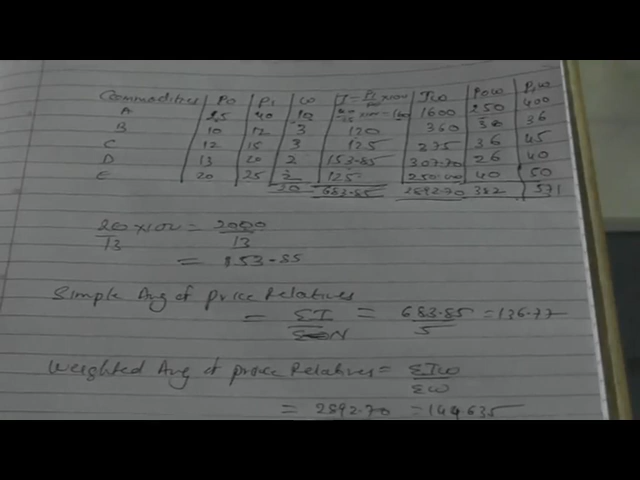 Commodities P0 P1 W I = P1/P0 x100 IW P0W P1W
A 25 40 10 40/25 x100 = 160 1600 250 400
B 10 12 3 120 360 30 36
C 12 15 3 125 375 36 45
D 13 20 2 153.85 307.70 26 40
E 20 25 2 125 250.00 40 50
20 683.85 2892.70 382 571
20/13 x100 = 2000/13
= 153.85
Simple Avg of price Relatives
= ΣI/N = 683.85/5 = 136.77
Weighted Avg of price Relatives = ΣIW/ΣW
= 2892.70 = 144.635